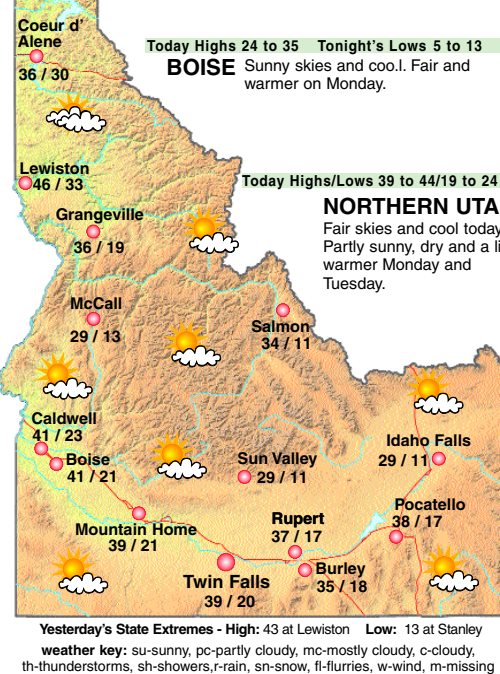 Coeur d'
Alene
36 / 30
Today Highs 24 to 35 Tonight's Lows 5 to 13
BOISE Sunny skies and coo.l. Fair and
warmer on Monday.
Lewiston
46 / 33
Today Highs/Lows 39 to 44/19 to 24
NORTHERN UTA
Fair skies and cool today
Partly sunny, dry and a li
warmer Monday and
Tuesday.
Grangeville
36 / 19
McCall
29 / 13
Salmon
34 / 11
Caldwell
41 / 23
Boise
41 / 21
Sun Valley
29 / 11
Idaho Falls
29 / 11
Mountain Home
39 / 21
Rupert
37 / 17
Pocatello
38 / 17
Twin Falls
39 / 20
Burley
35 / 18
Yesterday's State Extremes - High: 43 at Lewiston Low: 13 at Stanley
weather key: su-sunny, pc-partly cloudy, mc-mostly cloudy, c-cloudy,
th-thunderstorms, sh-showers,r-rain, sn-snow, fl-flurries, w-wind, m-missing